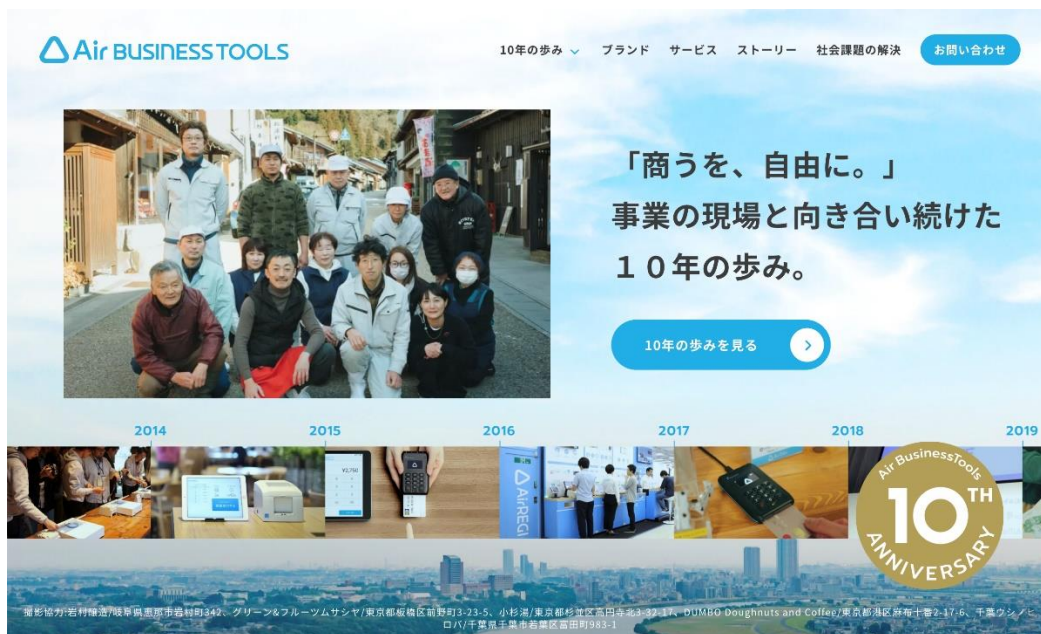 Air BUSINESS TOOLS
10年の歩み
ブランド
サービス
ストーリー
社会課題の解決
お問い合わせ
「商うを、自由に。」
事業の現場と向き合い続けた
１０年の歩み。
10年の歩みを見る
2014
2015
2016
2017
2018
2019
¥2,750
AirREGI
Air BusinessTools
10TH
ANNIVERSARY
撮影協力:岩村醸造/岐阜県恵那市岩村町342、グリーン&フルーツムサシヤ/東京都板橋区前野町3-23-5、小杉湯/東京都杉並区高円寺北3-32-17、DUMBO Doughnuts and Coffee/東京都港区麻布十番2-17-6、千葉ウシノヒ
ロバ/千葉県千葉市若葉区富田町983-1